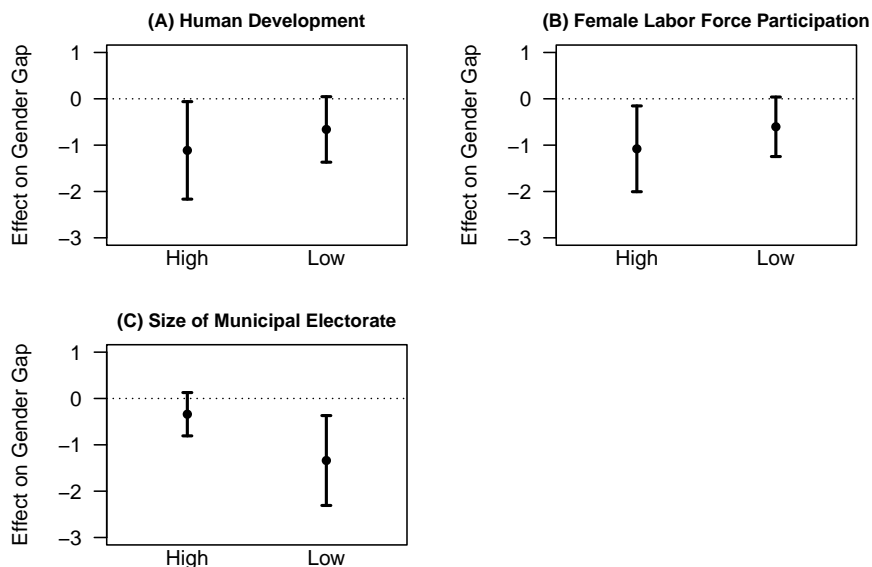 (A) Human Development
Effect on Gender Gap
1
0
−1
−2
−3
High Low
(B) Female Labor Force Participation
Effect on Gender Gap
1
0
−1
−2
−3
High Low
(C) Size of Municipal Electorate
Effect on Gender Gap
1
0
−1
−2
−3
High Low